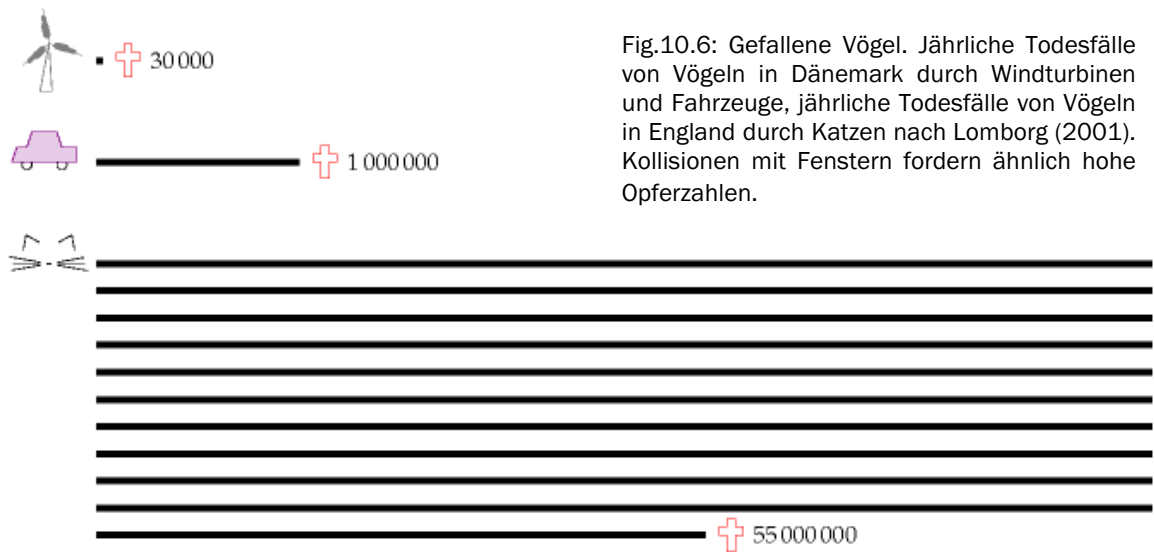 30 000
Fig.10.6: Gefallene Vögel. Jährliche Todesfälle
von Vögeln in Dänemark durch Windturbinen
und Fahrzeuge, jährliche Todesfälle von Vögeln
in England durch Katzen nach Lomborg (2001).
Kollisionen mit Fenstern fordern ähnlich hohe
Opferzahlen.
1 000 000
55 000 000